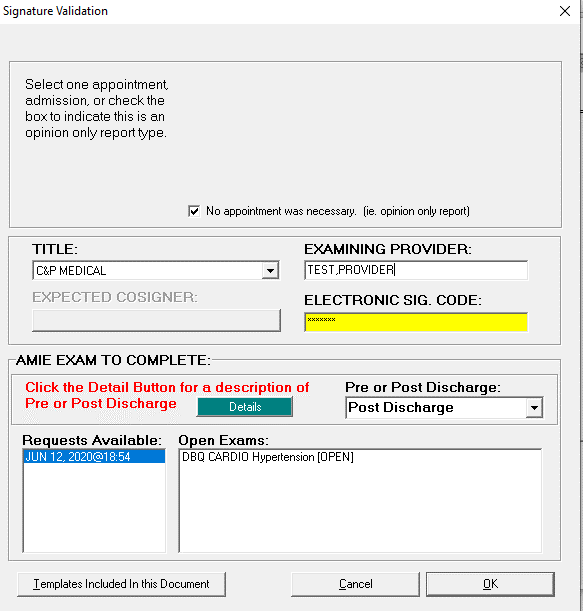 Signature Validation
Select one appointment,
admission, or check the
box to indicate this is an
opinion only report type.
No appointment was necessary. (ie. opinion only report)
TITLE:
EXAMINING PROVIDER:
C&P MEDICAL
TEST,PROVIDER
EXPECTED COSIGNER:
ELECTRONIC SIG. CODE:
*******
AMIE EXAM TO COMPLETE:
Click the Detail Button for a description of
Pre or Post Discharge
Details
Pre or Post Discharge:
Post Discharge
Requests Available:
Open Exams:
JUN 12, 2020@18:54
DBQ CARDIO Hypertension [OPEN]
Templates Included In this Document
Cancel
OK